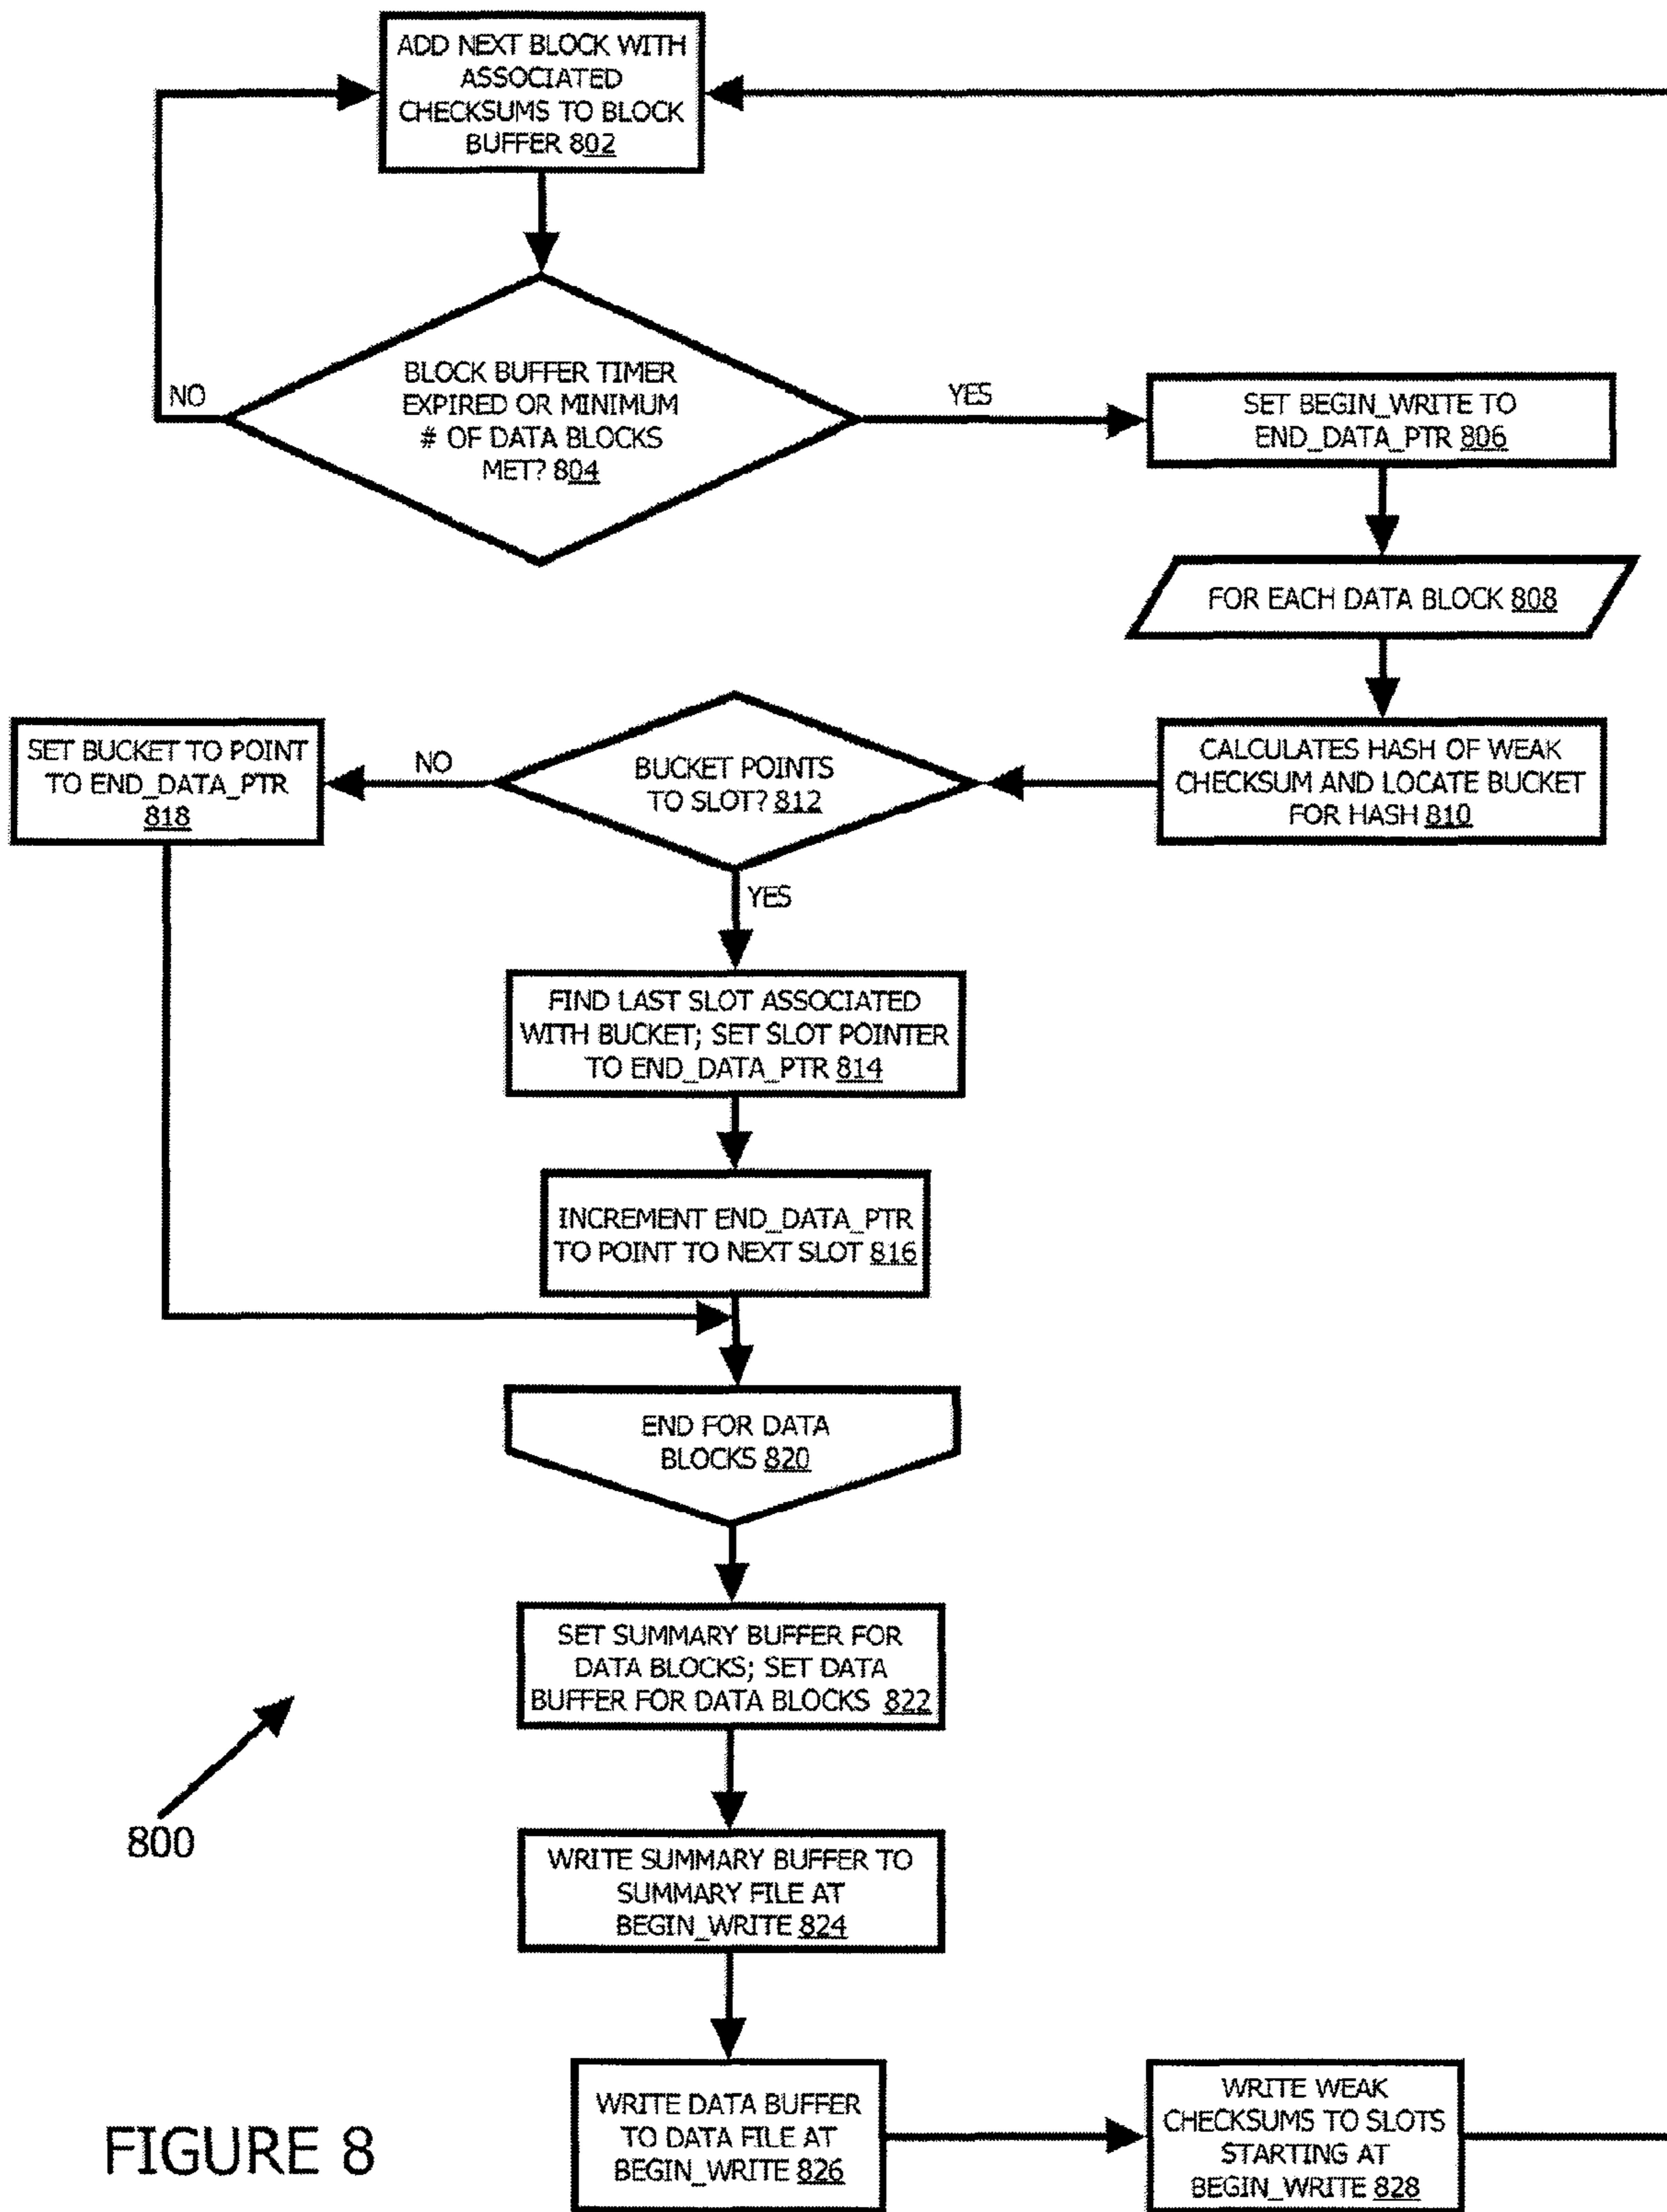 ADD NEXT BLOCK WITH
ASSOCIATED
CHECKSUMS TO BLOCK
BUFFER 802
BLOCK BUFFER TIMER
EXPIRED OR MINIMUM
# OF DATA BLOCKS
MET? 804
NO
YES
SET BEGIN_WRITE TO
END_DATA_PTR 806
FOR EACH DATA BLOCK 808
CALCULATES HASH OF WEAK
CHECKSUM AND LOCATE BUCKET
FOR HASH 810
BUCKET POINTS
TO SLOT? 812
NO
SET BUCKET TO POINT
TO END_DATA_PTR
818
YES
FIND LAST SLOT ASSOCIATED
WITH BUCKET; SET SLOT POINTER
TO END_DATA_PTR 814
INCREMENT END_DATA_PTR
TO POINT TO NEXT SLOT 816
END FOR DATA
BLOCKS 820
SET SUMMARY BUFFER FOR
DATA BLOCKS; SET DATA
BUFFER FOR DATA BLOCKS 822
800
WRITE SUMMARY BUFFER TO
SUMMARY FILE AT
BEGIN_WRITE 824
WRITE DATA BUFFER
TO DATA FILE AT
BEGIN_WRITE 826
WRITE WEAK
CHECKSUMS TO SLOTS
STARTING AT
BEGIN_WRITE 828
FIGURE 8